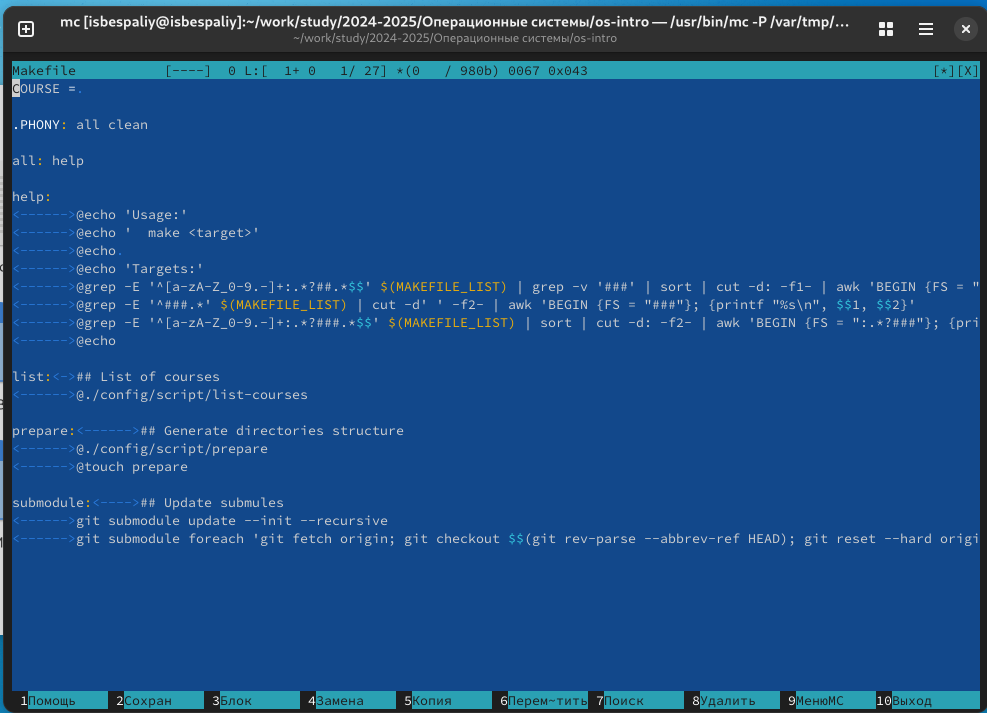 mc [isbespaliy@isbespaliy]:~/work/study/2024-2025/Операционные системы/os-intro — /usr/bin/mc -P /var/tmp/…
~/work/study/2024-2025/Операционные системы/os-intro
Makefile [----] 0 L:[ 1+ 0 1/ 27] *(0 / 980b) 0067 0x043 [*][X]
COURSE =.
.PHONY: all clean
all: help
help:
<------>@echo 'Usage:'
<------>@echo '  make <target>'
<------>@echo.
<------>@echo 'Targets:'
<------>@grep -E '^[a-zA-Z_0-9.-]+:.*?##.*$$' $(MAKEFILE_LIST) | grep -v '###' | sort | cut -d: -f1- | awk 'BEGIN {FS = "
<------>@grep -E '^###.*' $(MAKEFILE_LIST) | cut -d' ' -f2- | awk 'BEGIN {FS = "###"}; {printf "%s\n", $$1, $$2}'
<------>@grep -E '^[a-zA-Z_0-9.-]+:.*?###.*$$' $(MAKEFILE_LIST) | sort | cut -d: -f2- | awk 'BEGIN {FS = ":.*?###"}; {pri
<------>@echo
list:<->## List of courses
<------>@./config/script/list-courses
prepare:<------>## Generate directories structure
<------>@./config/script/prepare
<------>@touch prepare
submodule:<---->## Update submules
<------>git submodule update --init --recursive
<------>git submodule foreach 'git fetch origin; git checkout $$(git rev-parse --abbrev-ref HEAD); git reset --hard origi
1Помощь 2Сохран 3Блок 4Замена 5Копия 6Перем~тить 7Поиск 8Удалить 9МенюMC 10Выход